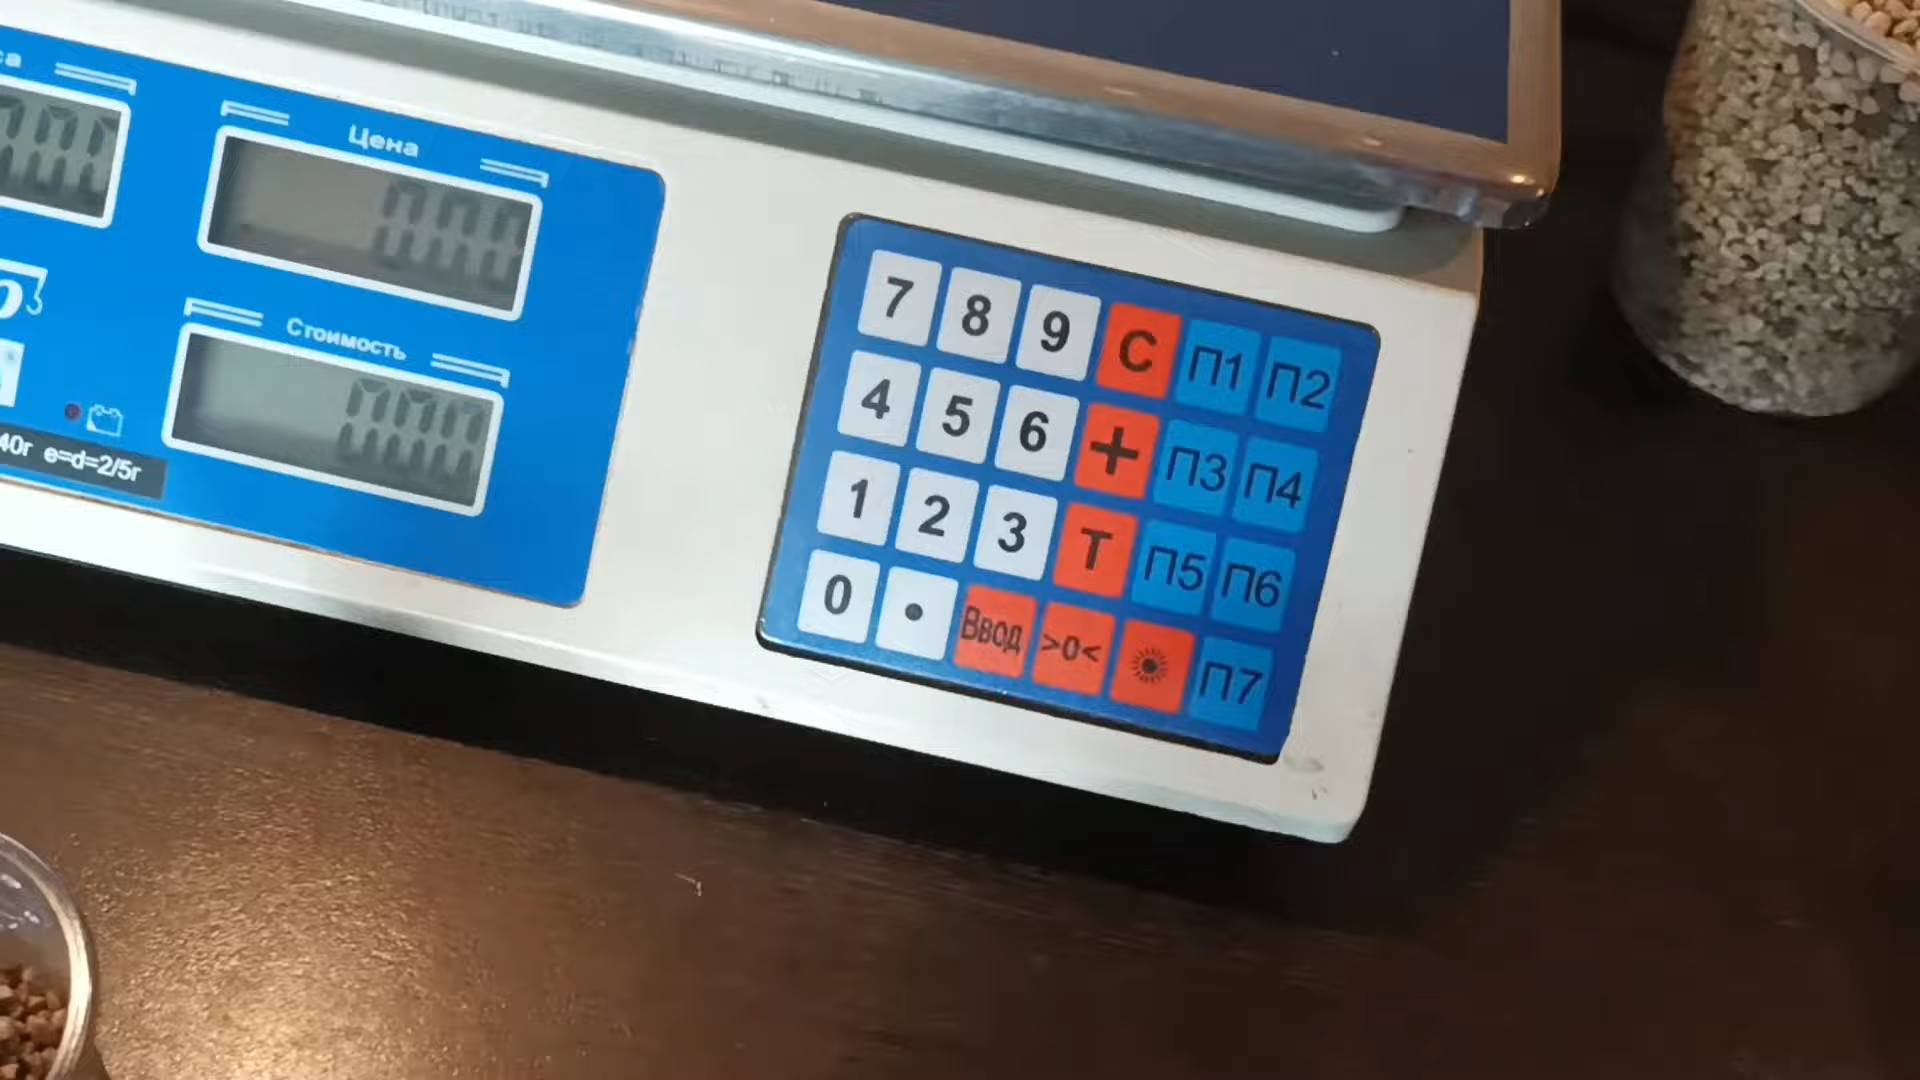 Цена
Стоимость
40г e=d=2/5г
7 8 9 C П1 П2
4 5 6 + П3 П4
1 2 3 T П5 П6
0 • Ввод >0< П7